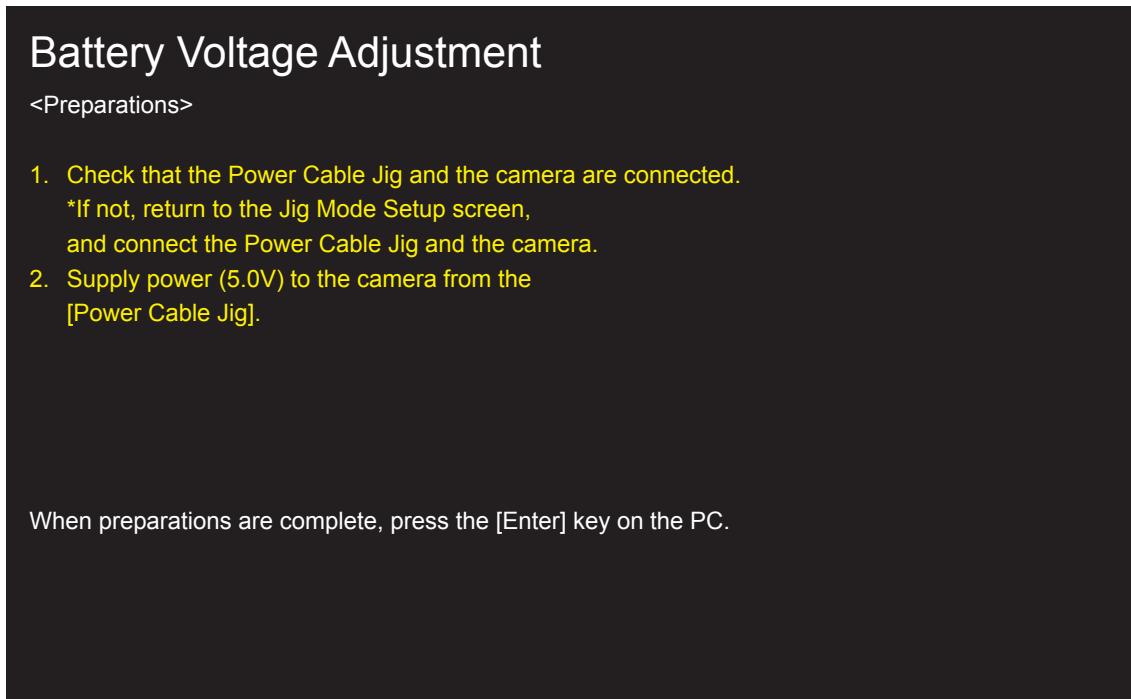 Battery Voltage Adjustment
<Preparations>
1. Check that the Power Cable Jig and the camera are connected.
*If not, return to the Jig Mode Setup screen,
and connect the Power Cable Jig and the camera.
2. Supply power (5.0V) to the camera from the
[Power Cable Jig].
When preparations are complete, press the [Enter] key on the PC.